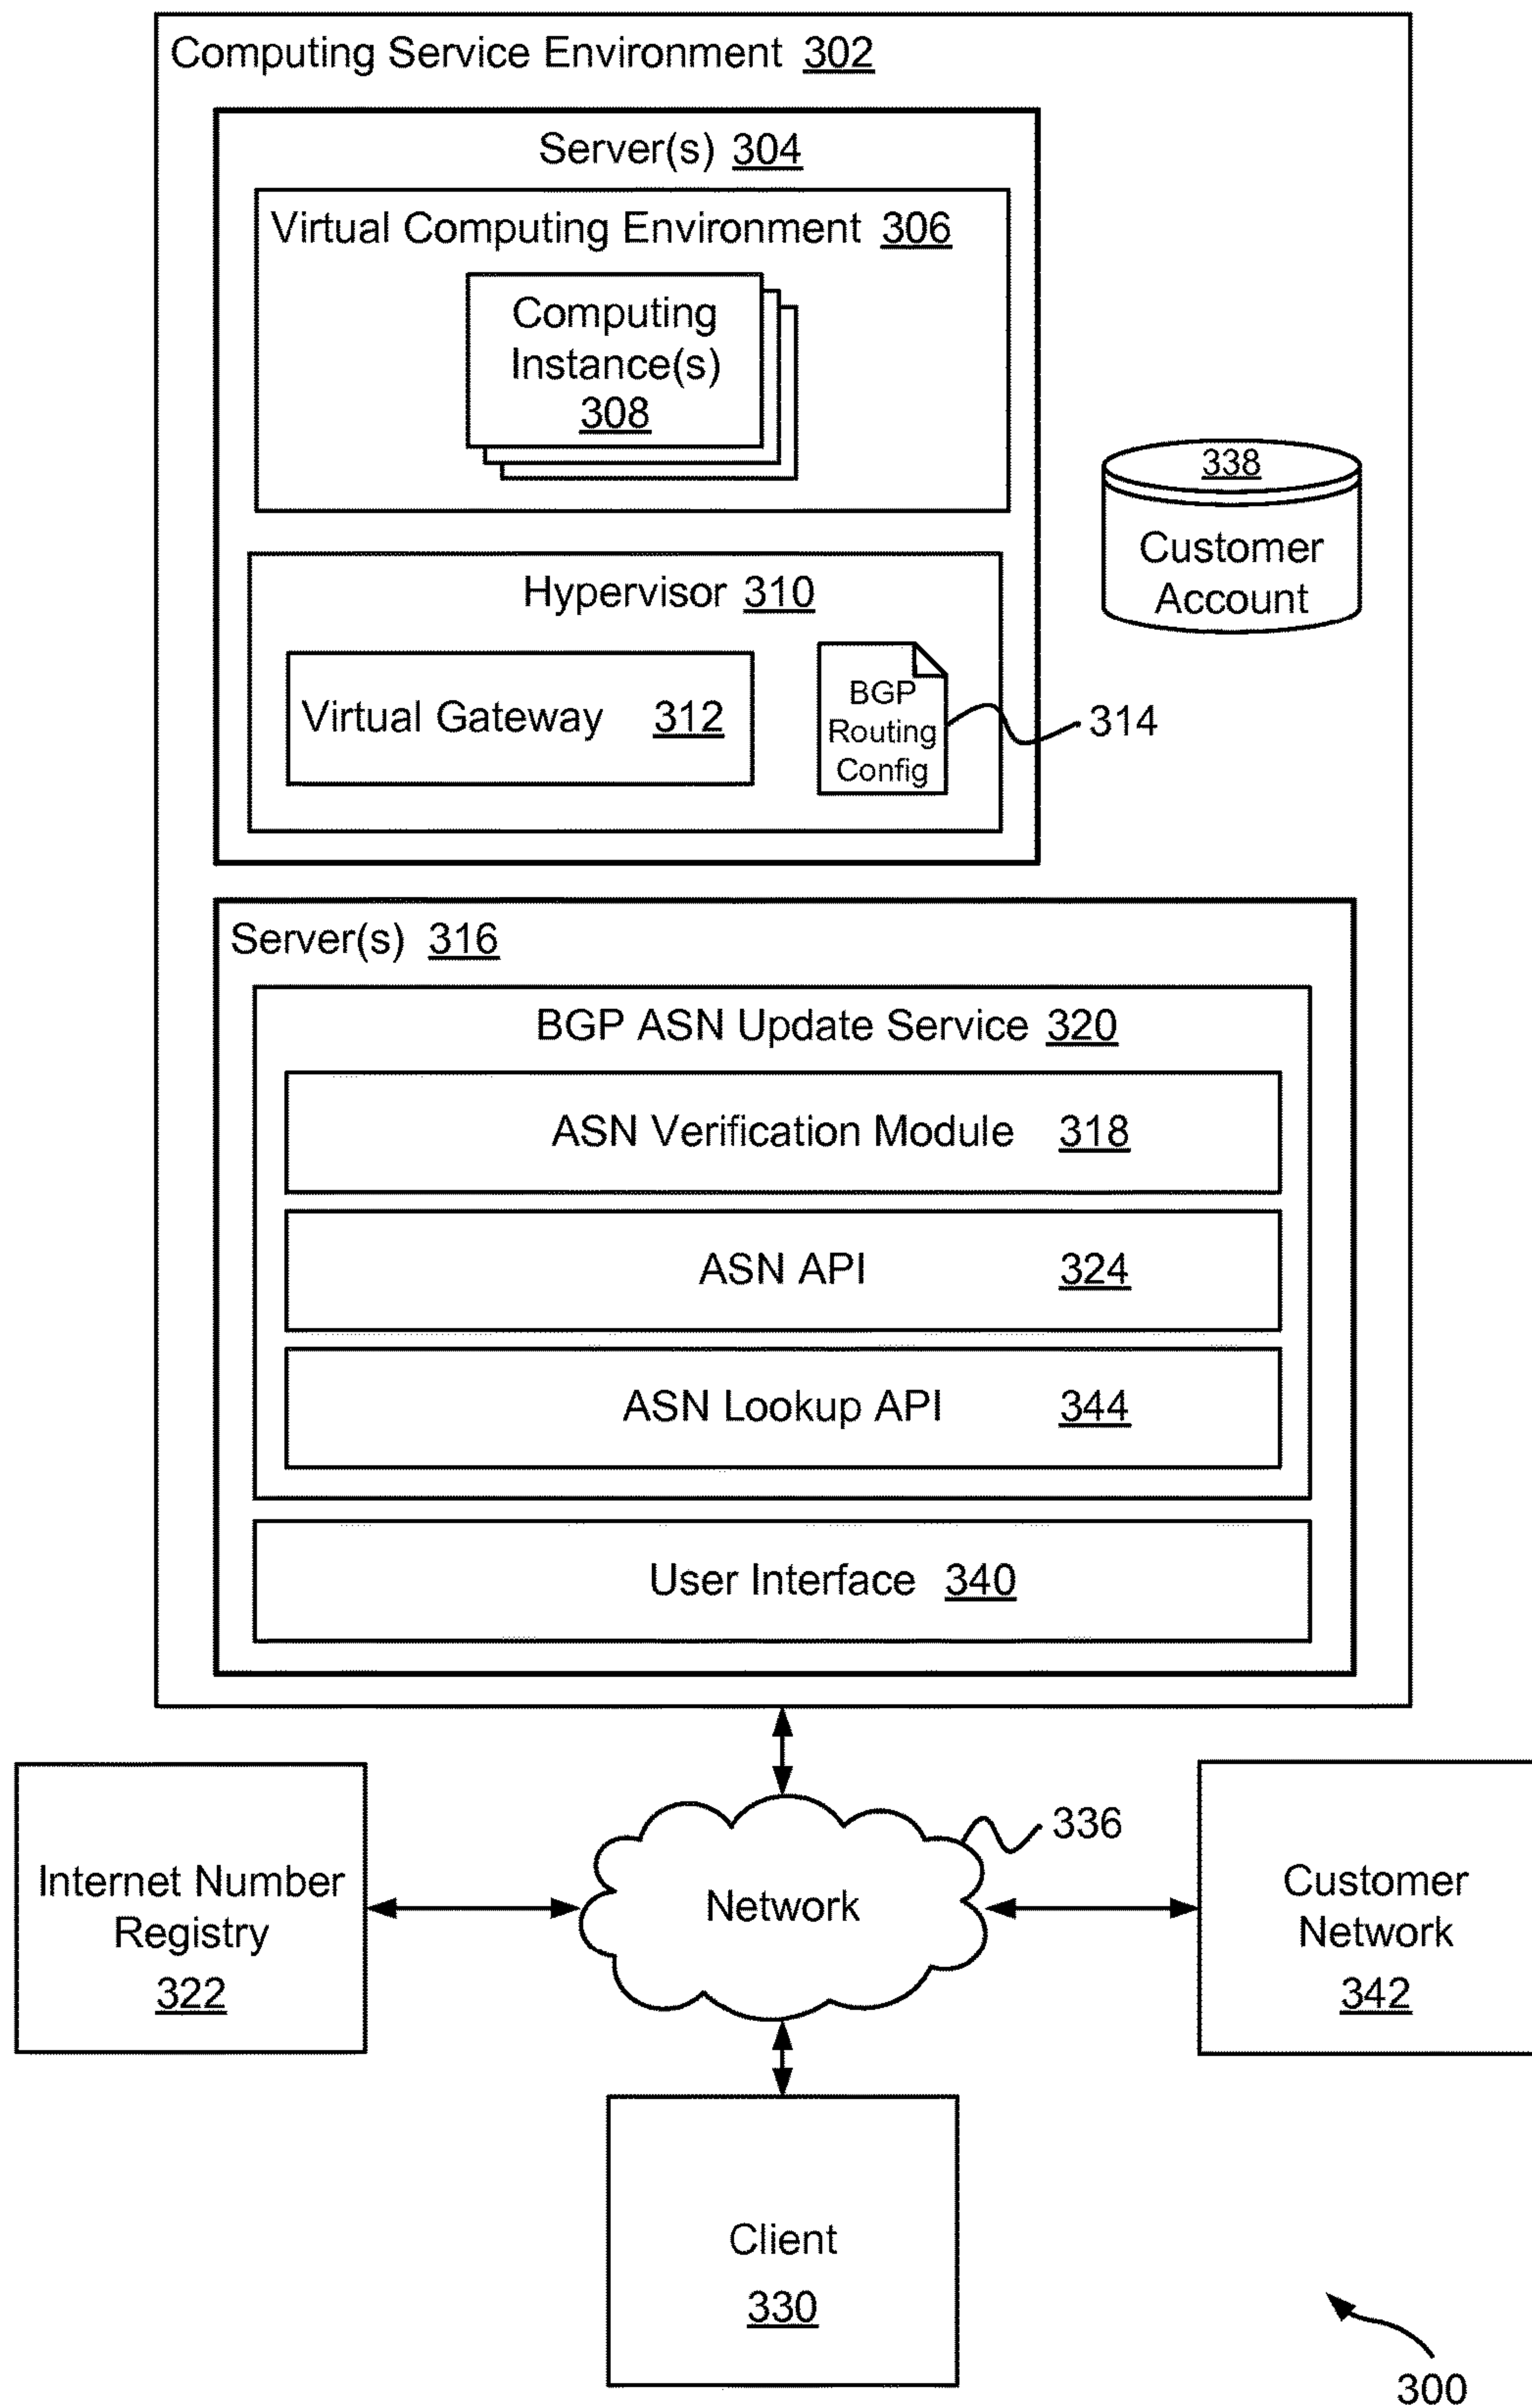 Computing Service Environment 302
Server(s) 304
Virtual Computing Environment 306
Computing
Instance(s)
308
338
Customer
Account
Hypervisor 310
Virtual Gateway 312
BGP
Routing
Config
314
Server(s) 316
BGP ASN Update Service 320
ASN Verification Module 318
ASN API 324
ASN Lookup API 344
User Interface 340
336
Internet Number
Registry
322
Network
Customer
Network
342
Client
330
300